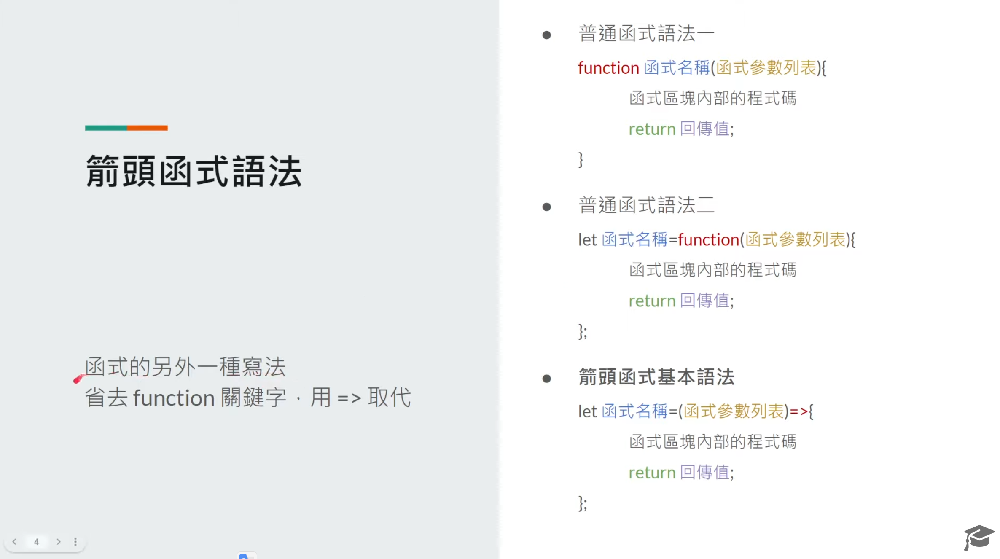 箭頭函式語法
函式的另外一種寫法
省去 function 關鍵字，用 => 取代
● 普通函式語法一
function 函式名稱(函式參數列表){
函式區塊內部的程式碼
return 回傳值;
}
● 普通函式語法二
let 函式名稱=function(函式參數列表){
函式區塊內部的程式碼
return 回傳值;
};
● 箭頭函式基本語法
let 函式名稱=(函式參數列表)=>{
函式區塊內部的程式碼
return 回傳值;
};
4